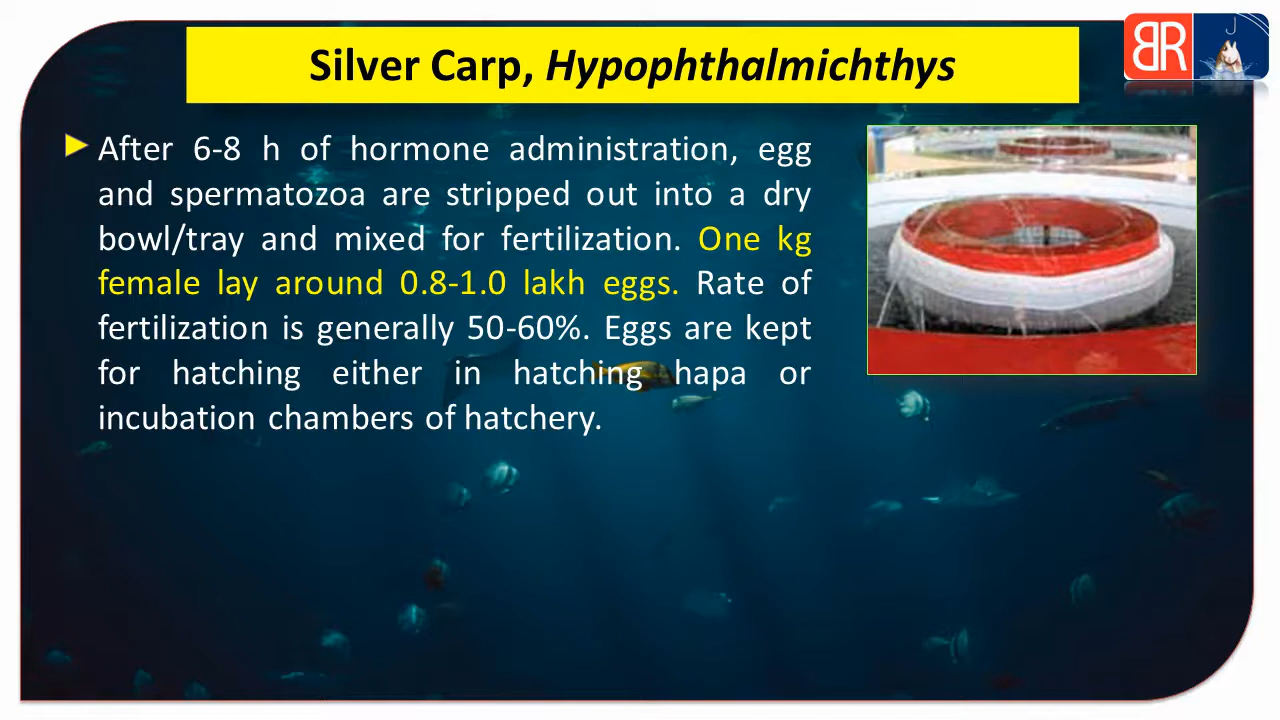 Silver Carp, Hypophthalmichthys
BR
After 6-8 h of hormone administration, egg
and spermatozoa are stripped out into a dry
bowl/tray and mixed for fertilization. One kg
female lay around 0.8-1.0 lakh eggs. Rate of
fertilization is generally 50-60%. Eggs are kept
for hatching either in hatching hapa or
incubation chambers of hatchery.